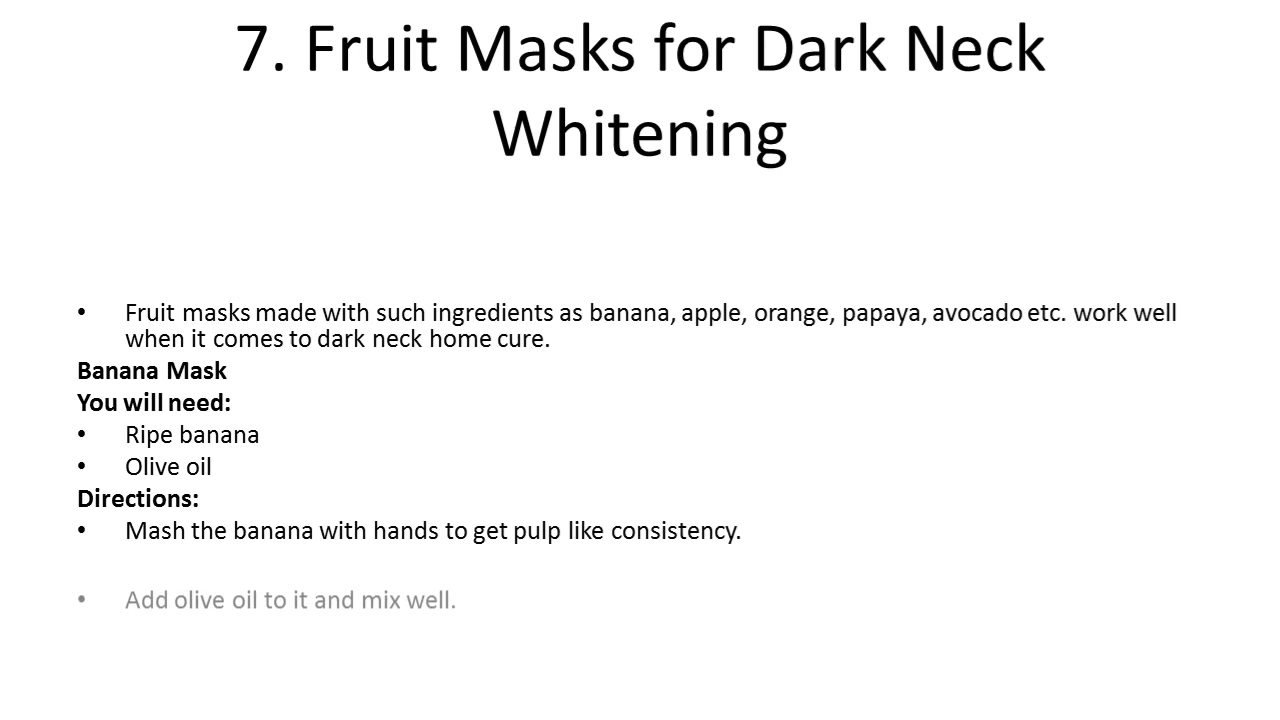 7. Fruit Masks for Dark Neck
Whitening
• Fruit masks made with such ingredients as banana, apple, orange, papaya, avocado etc. work well
when it comes to dark neck home cure.
Banana Mask
You will need:
• Ripe banana
• Olive oil
Directions:
• Mash the banana with hands to get pulp like consistency.
• Add olive oil to it and mix well.